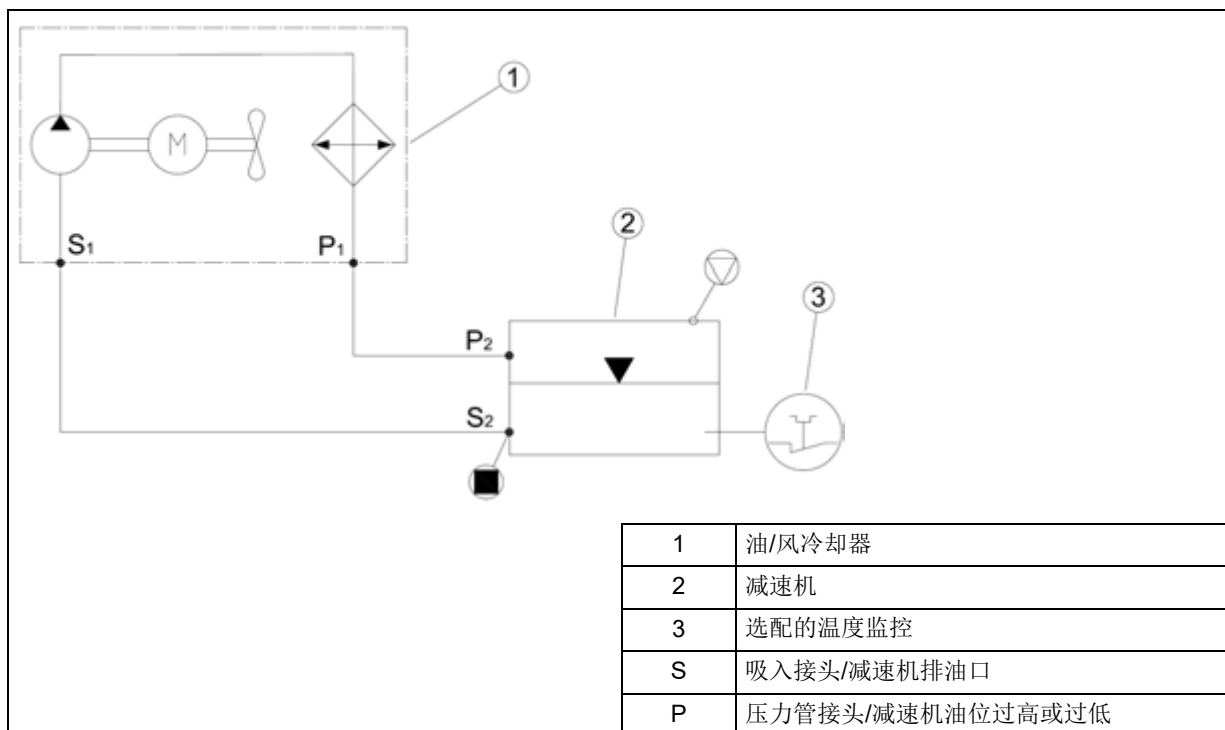 1
M
S1
P1
2
3
P2
S2
1 油/风冷却器
2 减速机
3 选配的温度监控
S 吸入接头/减速机排油口
P 压力管接头/减速机油位过高或过低